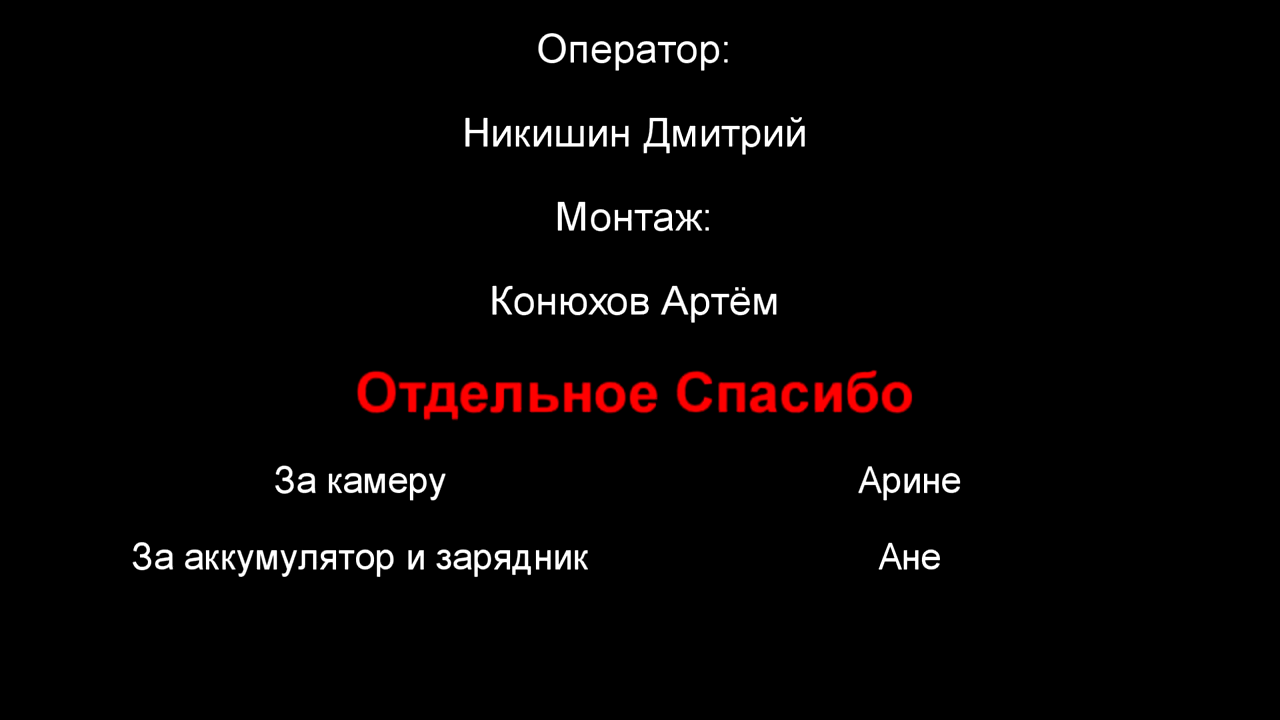 Оператор:
Никишин Дмитрий
Монтаж:
Конюхов Артём
Отдельное Спасибо
За камеру Арине
За аккумулятор и зарядник Ане